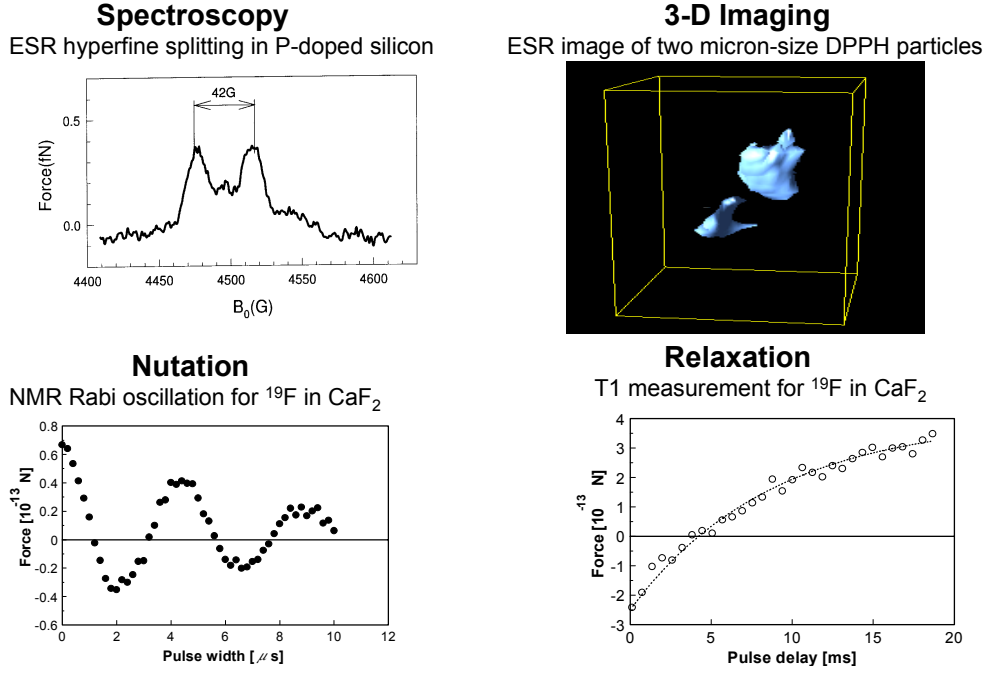 Spectroscopy
ESR hyperfine splitting in P-doped silicon
42G
0.5
0.0
Force(fN)
4400 4450 4500 4550 4600
B₀(G)
3-D Imaging
ESR image of two micron-size DPPH particles
Nutation
NMR Rabi oscillation for ¹⁹F in CaF₂
0.8
0.6
0.4
0.2
0
-0.2
-0.4
-0.6
Force [10⁻¹³ N]
0 2 4 6 8 10 12
Pulse width [μs]
Relaxation
T1 measurement for ¹⁹F in CaF₂
4
3
2
1
0
-1
-2
-3
Force [10⁻¹³ N]
0 5 10 15 20
Pulse delay [ms]